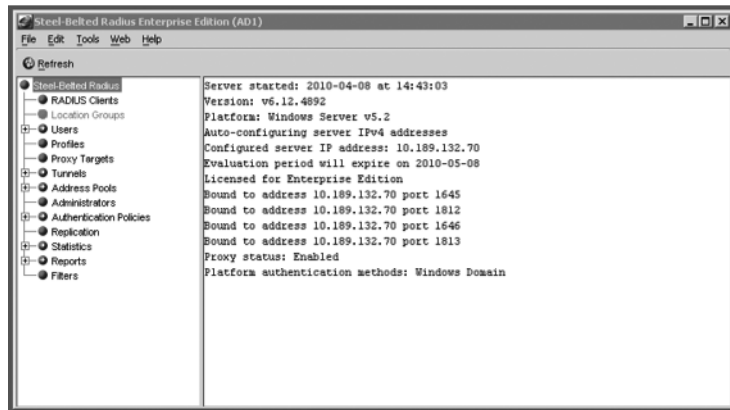 Steel-Belted Radius Enterprise Edition (AD1)
File Edit Tools Web Help
Refresh
Steel-Belted Radius
RADIUS Clients
Location Groups
Users
Profiles
Proxy Targets
Tunnels
Address Pools
Administrators
Authentication Policies
Replication
Statistics
Reports
Filters
Server started: 2010-04-08 at 14:43:03
Version: v6.12.4892
Platform: Windows Server v5.2
Auto-configuring server IPv4 addresses
Configured server IP address: 10.189.132.70
Evaluation period will expire on 2010-05-08
Licensed for Enterprise Edition
Bound to address 10.189.132.70 port 1645
Bound to address 10.189.132.70 port 1812
Bound to address 10.189.132.70 port 1646
Bound to address 10.189.132.70 port 1813
Proxy status: Enabled
Platform authentication methods: Windows Domain